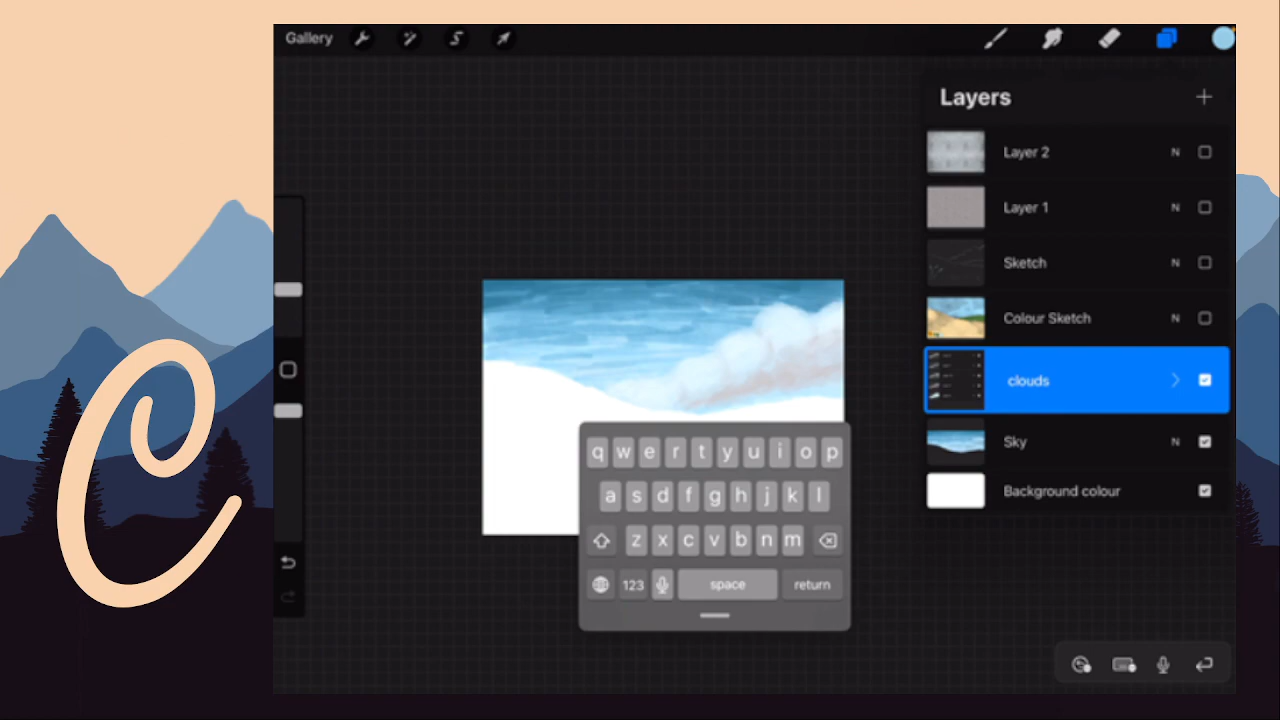 Gallery
Layers
Layer 2 N
Layer 1 N
Sketch N
Colour Sketch N
clouds
Sky N
Background colour
C
q w e r t y u i o p
a s d f g h j k l
z x c v b n m
123 space return